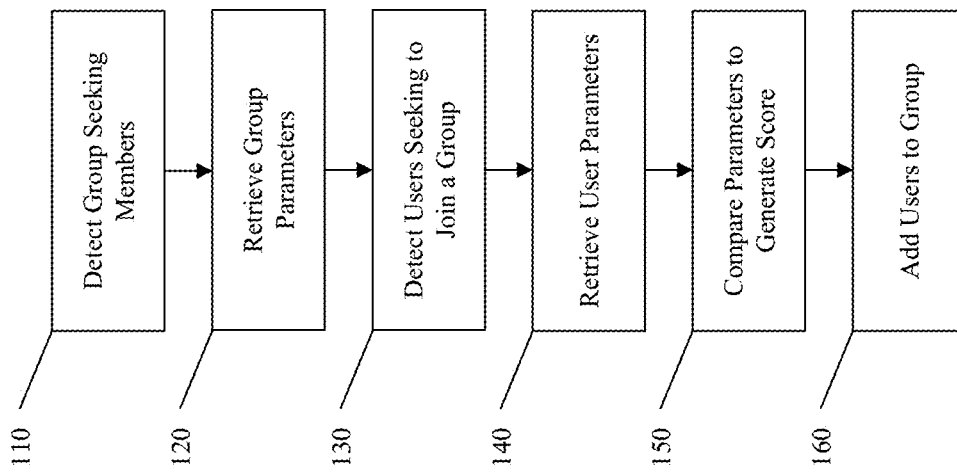 110
Detect Group Seeking
Members
120
Retrieve Group
Parameters
130
Detect Users Seeking to
Join a Group
140
Retrieve User Parameters
150
Compare Parameters to
Generate Score
160
Add Users to Group